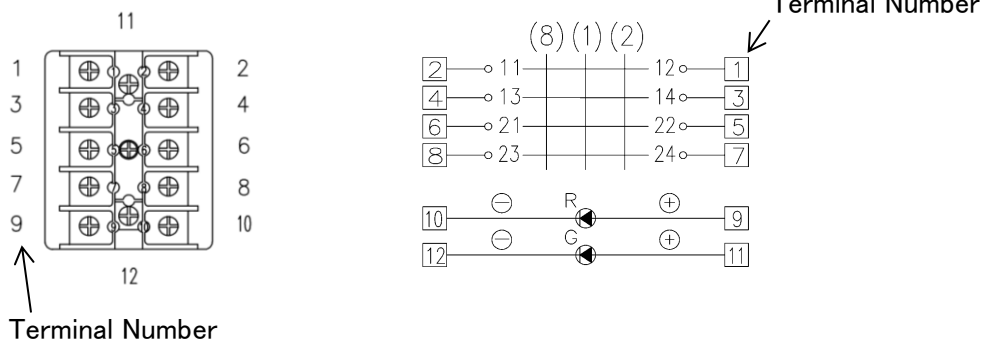 11
1 2
3 4
5 6
7 8
9 10
12
Terminal Number
Terminal Number
(8) (1) (2)
2 11 12 1
4 13 14 3
6 21 22 5
8 23 24 7
10 ⊖ R ⊕ 9
12 ⊖ G ⊕ 11